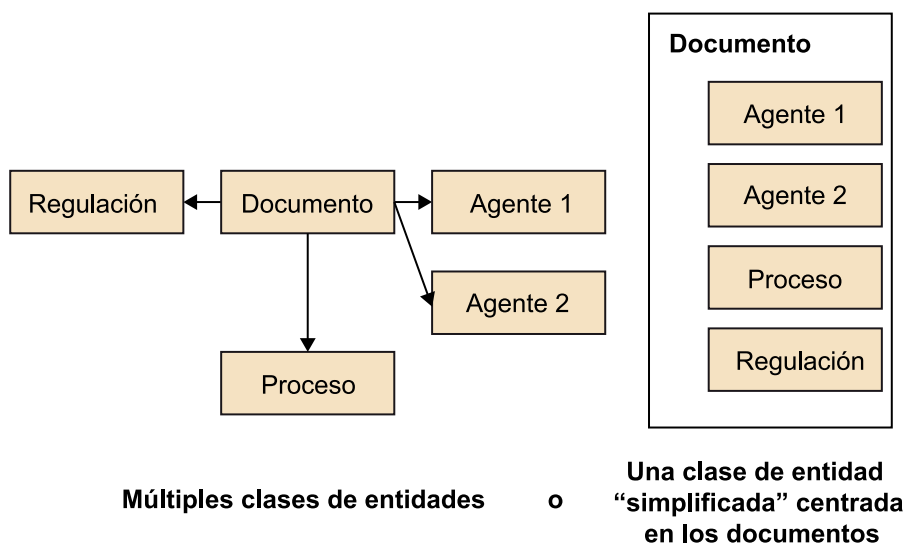 Regulación
Documento
Agente 1
Agente 2
Proceso
Documento
Agente 1
Agente 2
Proceso
Regulación
Múltiples clases de entidades
o
Una clase de entidad
“simplificada” centrada
en los documentos